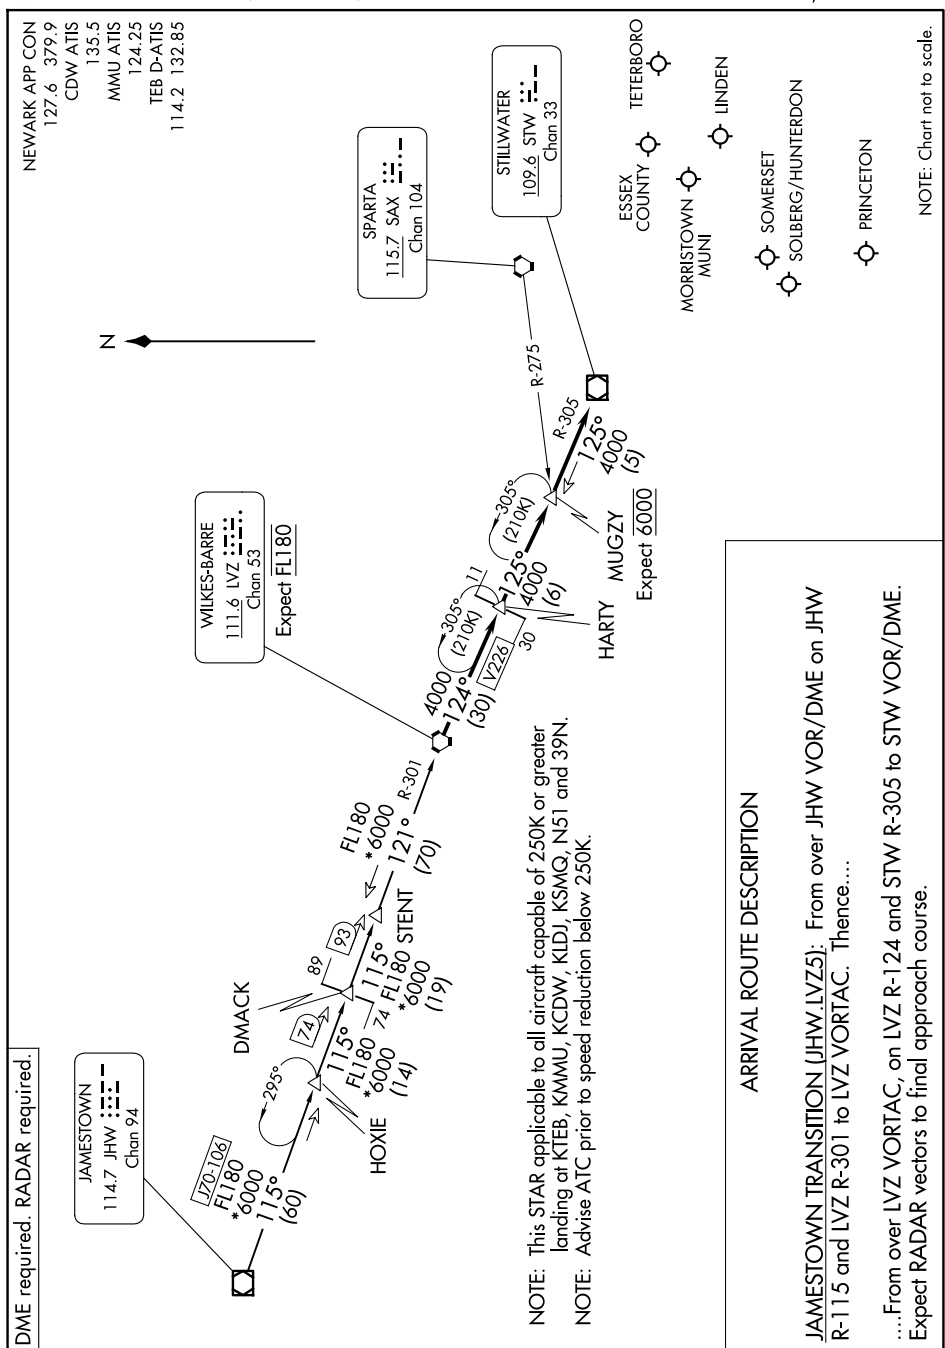 DME required. RADAR required.
NEWARK APP CON
127.6 379.9
CDW ATIS
135.5
MMU ATIS
124.25
TEB D-ATIS
114.2 132.85
JAMESTOWN
114.7 JHW
Chan 94
J70-106
FL180
*6000
115°
(60)
295°
HOXIE
74
115°
FL180
*6000
(14)
DMACK
89
74
93
115°
FL180
*6000
(19)
STENT
FL180
*6000
121°
(70)
R-301
WILKES-BARRE
111.6 LVZ
Chan 53
Expect FL180
4000
124°
(30)
V226
305°
(210K)
11
30
HARTY
125°
4000
(6)
305°
(210K)
MUGZY
Expect 6000
R-275
R-305
125°
4000
(5)
N
SPARTA
115.7 SAX
Chan 104
STILLWATER
109.6 STW
Chan 33
TETERBORO
ESSEX
COUNTY
LINDEN
MORRISTOWN
MUNI
SOMERSET
SOLBERG/HUNTERDON
PRINCETON
NOTE: Chart not to scale.
NOTE: This STAR applicable to all aircraft capable of 250K or greater
landing at KTEB, KMMU, KCDW, KLDJ, KSMQ, N51 and 39N.
NOTE: Advise ATC prior to speed reduction below 250K.
ARRIVAL ROUTE DESCRIPTION
JAMESTOWN TRANSITION (JHW.LVZ5): From over JHW VOR/DME on JHW
R-115 and LVZ R-301 to LVZ VORTAC. Thence....
....From over LVZ VORTAC, on LVZ R-124 and STW R-305 to STW VOR/DME.
Expect RADAR vectors to final approach course.